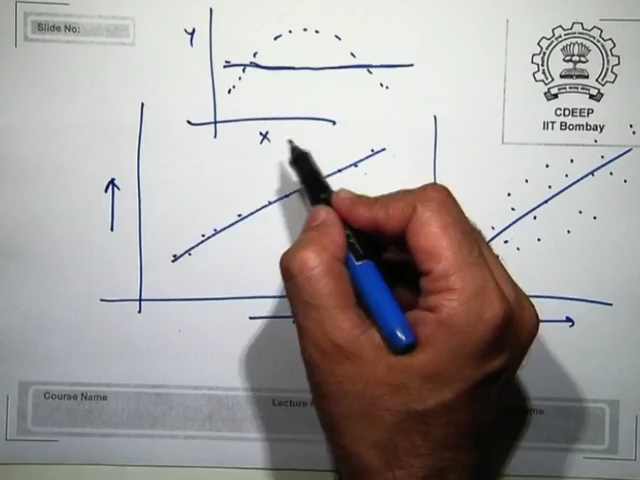 Slide No:
Y
X
CDEEP
IIT Bombay
Course Name
Lecture